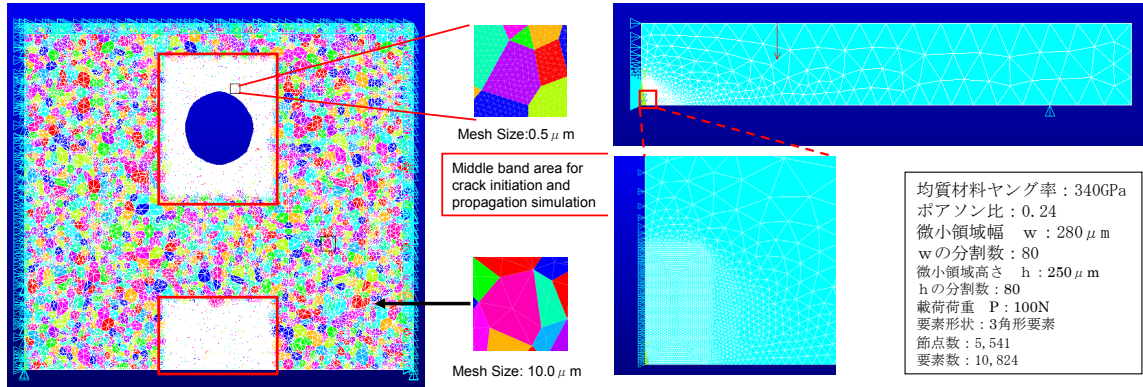 Mesh Size:0.5μm
Middle band area for
crack initiation and
propagation simulation
Mesh Size: 10.0μm
均質材料ヤング率：340GPa
ポアソン比：0.24
微小領域幅　w：280μm
wの分割数：80
微小領域高さ　h：250μm
hの分割数：80
載荷荷重　P：100N
要素形状：3角形要素
節点数：5,541
要素数：10,824